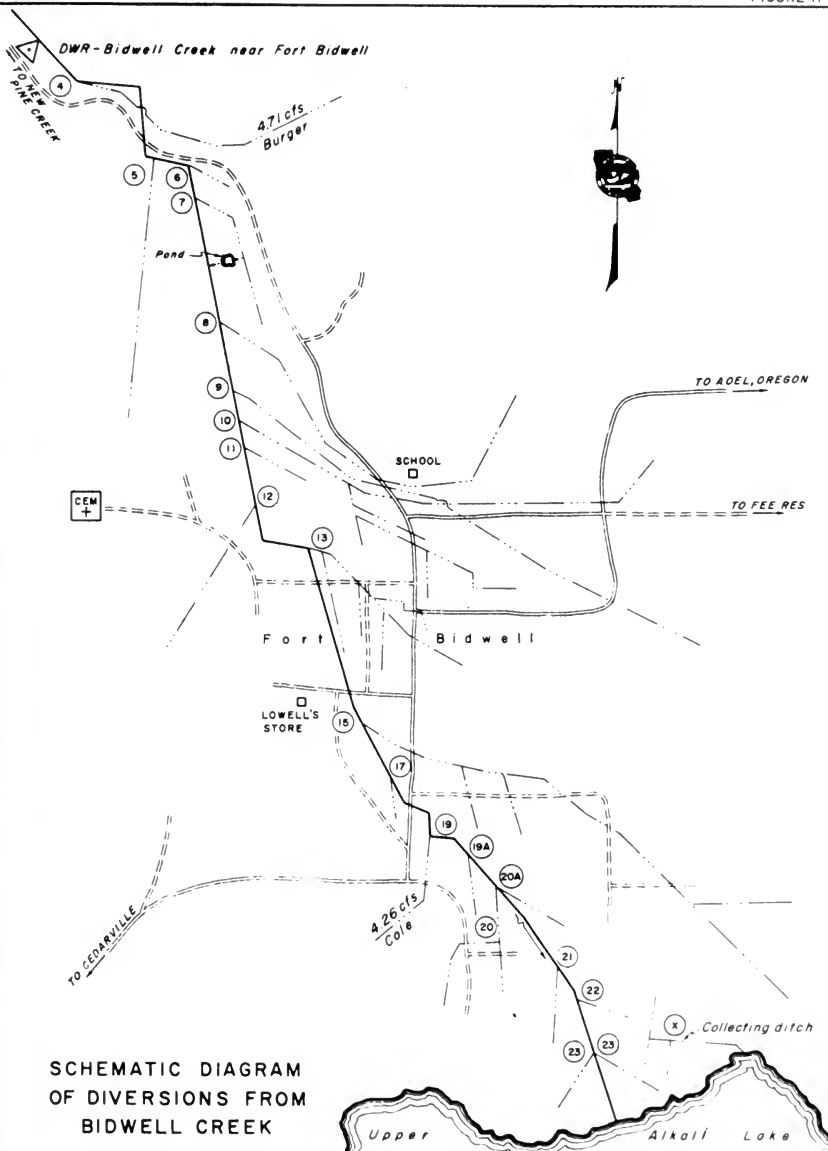 DWR-Bidwell Creek near Fort Bidwell
4
TO NEW
PINE CREEK
4.71 cfs
Burger
N
5
6
7
Pond
8
9
TO ADEL, OREGON
10
11
SCHOOL
CEM
+
12
TO FEE RES
13
Fort Bidwell
LOWELL'S
STORE
15
17
19
19A
20A
4.26 cfs
Cole
20
TO CEDARVILLE
21
22
X
Collecting ditch
23
23
SCHEMATIC DIAGRAM
OF DIVERSIONS FROM
BIDWELL CREEK
Upper Alkali Lake